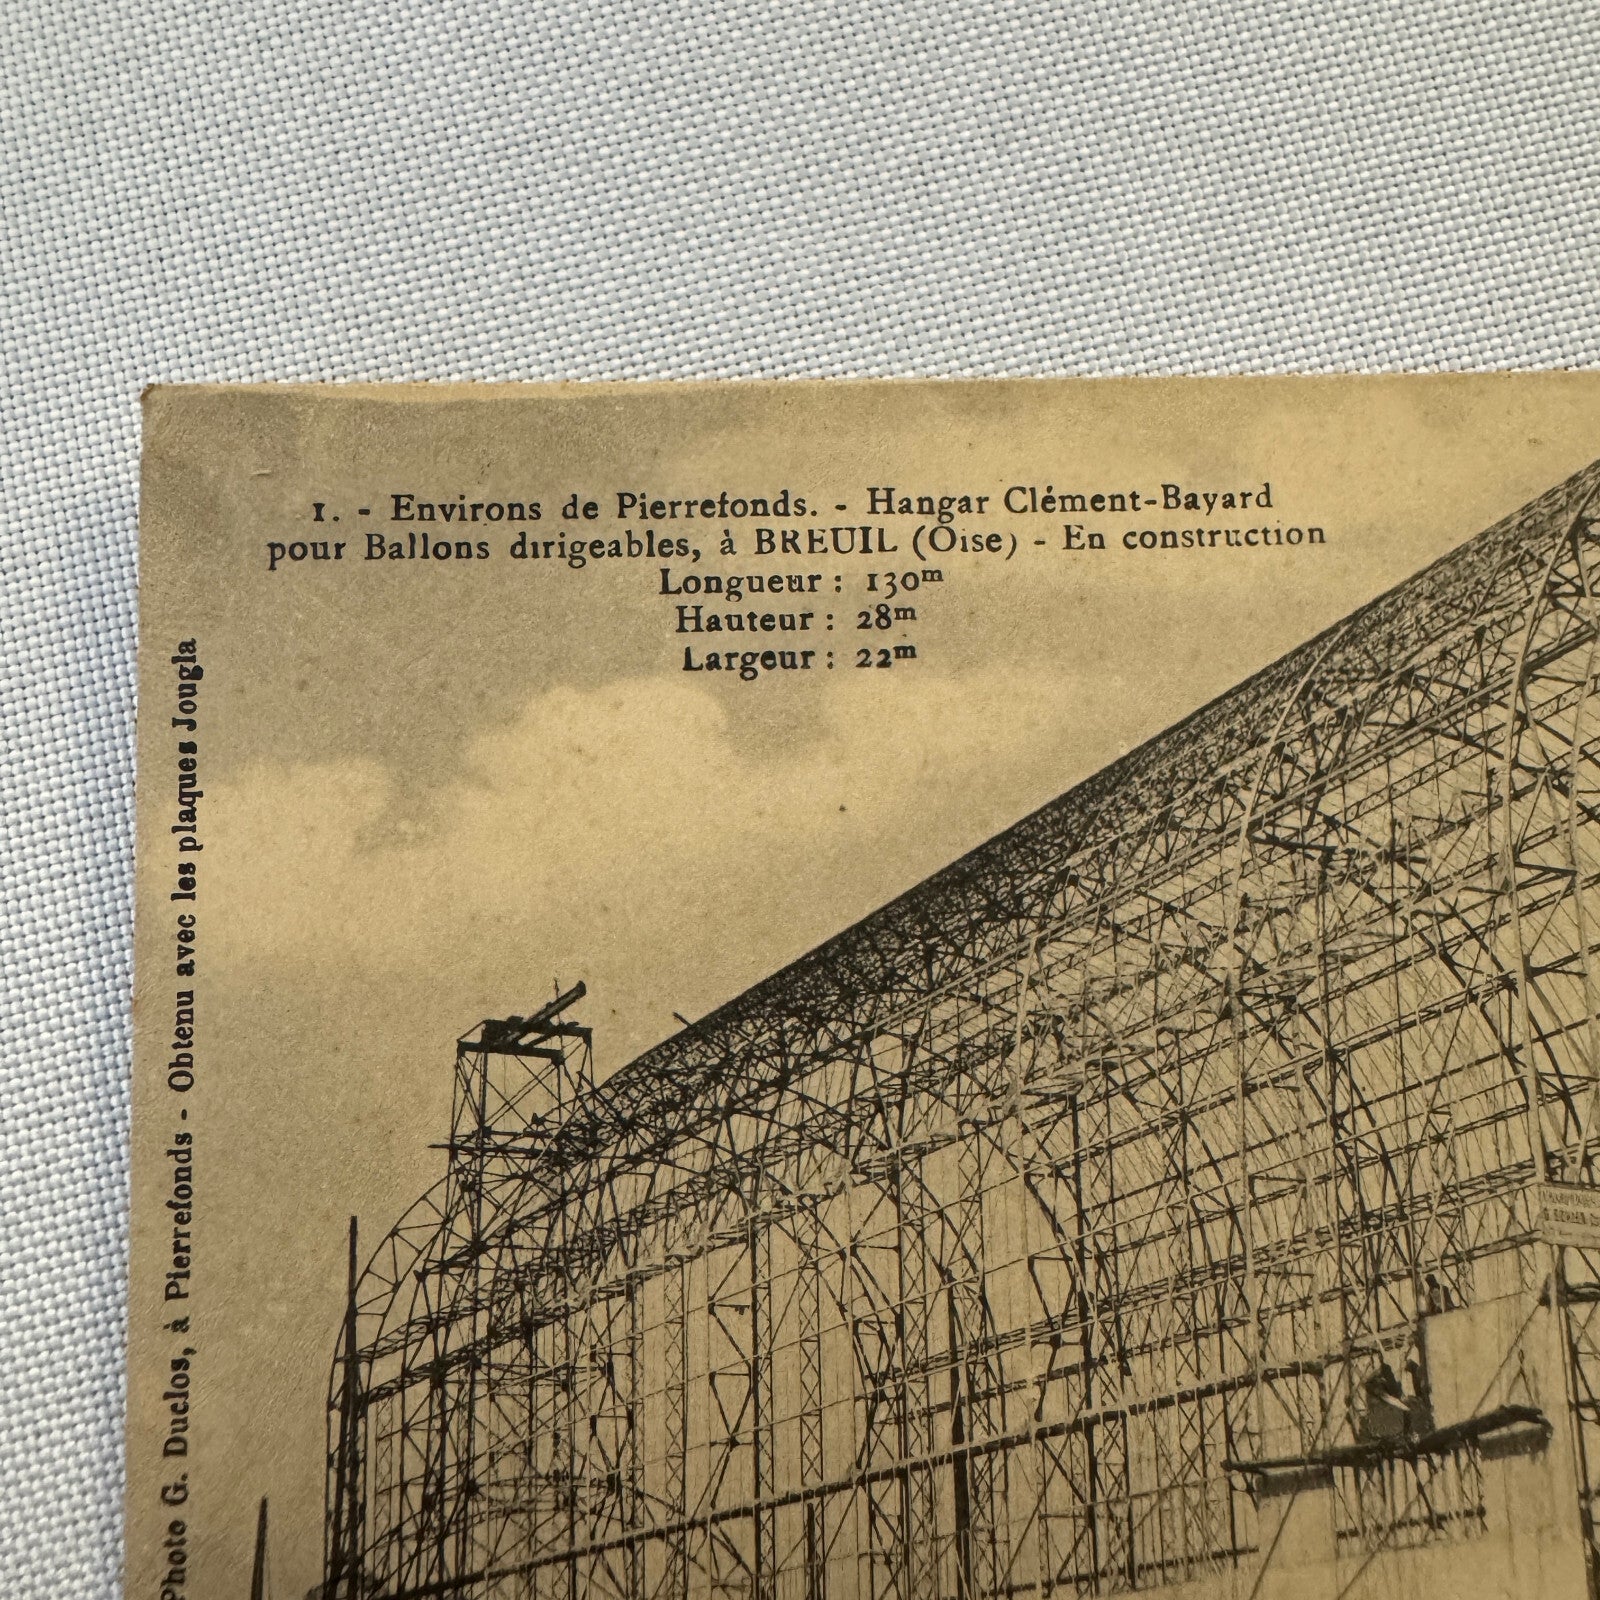 1. - Environs de Pierrefonds. - Hangar Clément-Bayard
pour Ballons dirigeables, à BREUIL (Oise) - En construction
Longueur : 130m
Hauteur : 28m
Largeur : 22m
Photo G. Duclos, à Pierrefonds - Obtenu avec les plaques Jougla